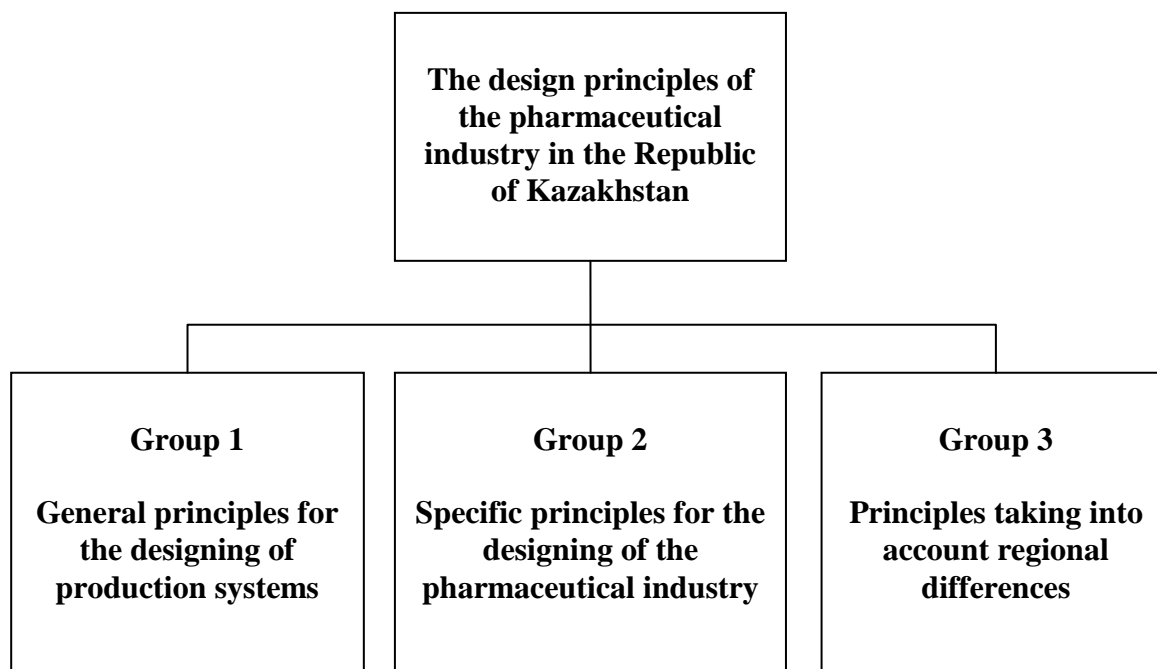 The design principles of
the pharmaceutical
industry in the Republic
of Kazakhstan
Group 1
General principles for
the designing of
production systems
Group 2
Specific principles for the
designing of the
pharmaceutical industry
Group 3
Principles taking into
account regional
differences